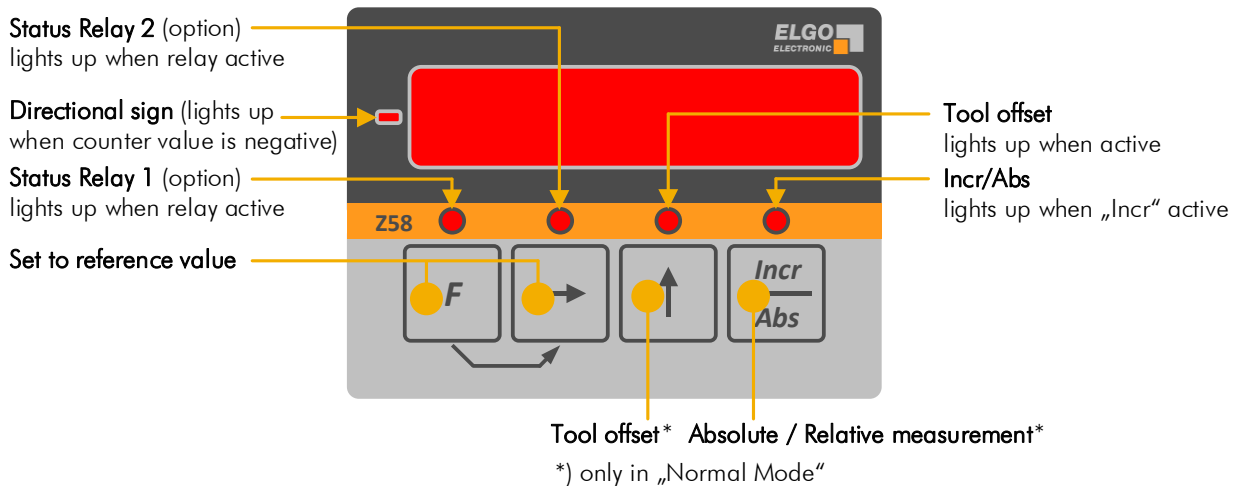 Status Relay 2 (option)
lights up when relay active
Directional sign (lights up
when counter value is negative)
Status Relay 1 (option)
lights up when relay active
Set to reference value
ELGO
ELECTRONIC
Tool offset
lights up when active
Incr/Abs
lights up when „Incr“ active
Z58
F
Incr
Abs
Tool offset* Absolute / Relative measurement*
*) only in „Normal Mode“